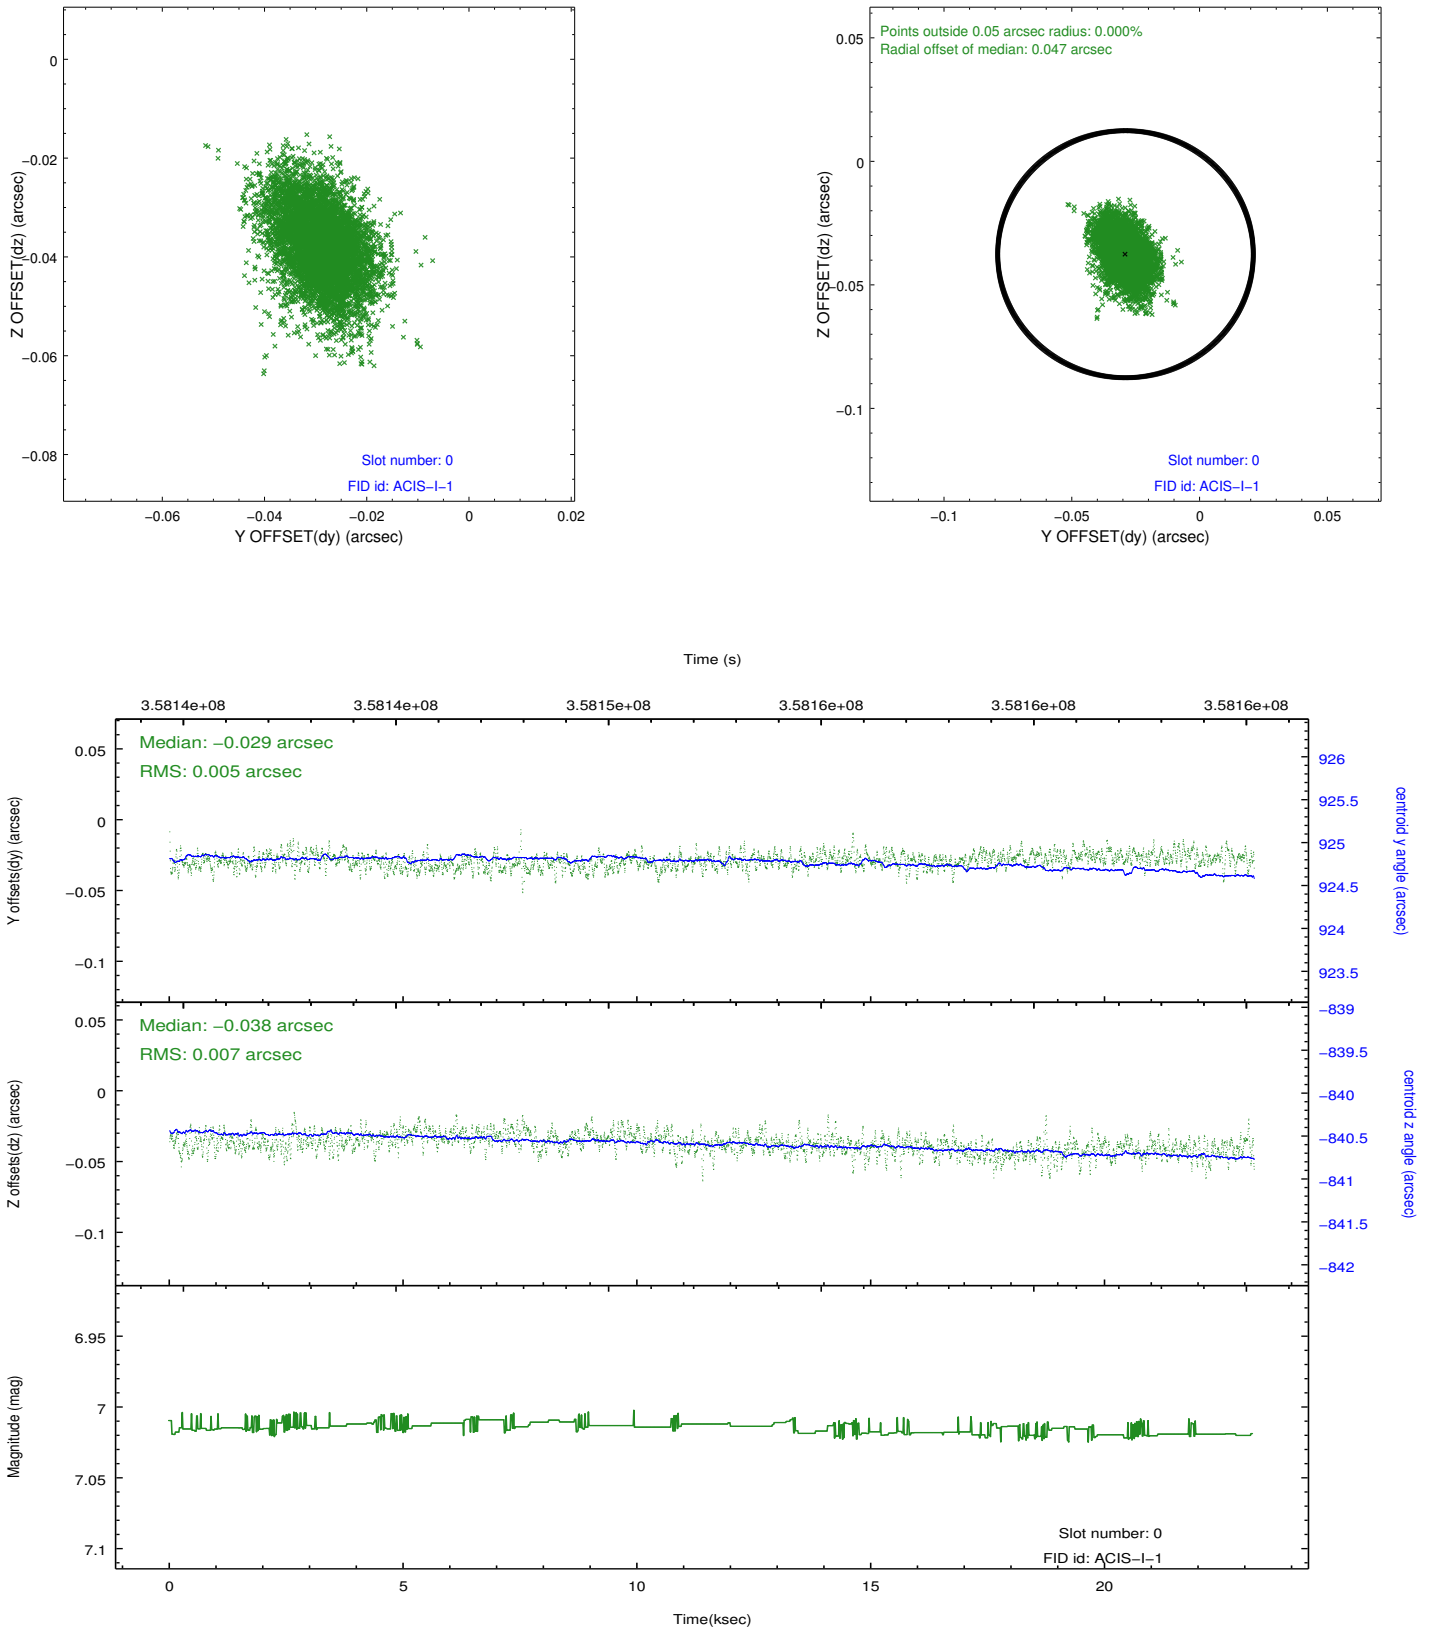 0
−0.02
−0.04
−0.06
−0.08
Z OFFSET(dz) (arcsec)
Slot number: 0
FID id: ACIS−I−1
−0.06
−0.04
−0.02
0
0.02
Y OFFSET(dy) (arcsec)
Points outside 0.05 arcsec radius: 0.000%
Radial offset of median: 0.047 arcsec
0.05
0
−0.05
−0.1
Z OFFSET(dz) (arcsec)
Slot number: 0
FID id: ACIS−I−1
−0.1
−0.05
0
0.05
Y OFFSET(dy) (arcsec)
Time (s)
3.5814e+08
3.5814e+08
3.5815e+08
3.5816e+08
3.5816e+08
3.5816e+08
Median: −0.029 arcsec
RMS: 0.005 arcsec
0.05
0
−0.05
−0.1
Y offsets(dy) (arcsec)
926
925.5
925
924.5
924
923.5
centroid y angle (arcsec)
Median: −0.038 arcsec
RMS: 0.007 arcsec
0.05
0
−0.05
−0.1
Z offsets(dz) (arcsec)
−839
−839.5
−840
−840.5
−841
−841.5
−842
centroid z angle (arcsec)
6.95
7
7.05
7.1
Magnitude (mag)
Slot number: 0
FID id: ACIS−I−1
0
5
10
15
20
Time(ksec)